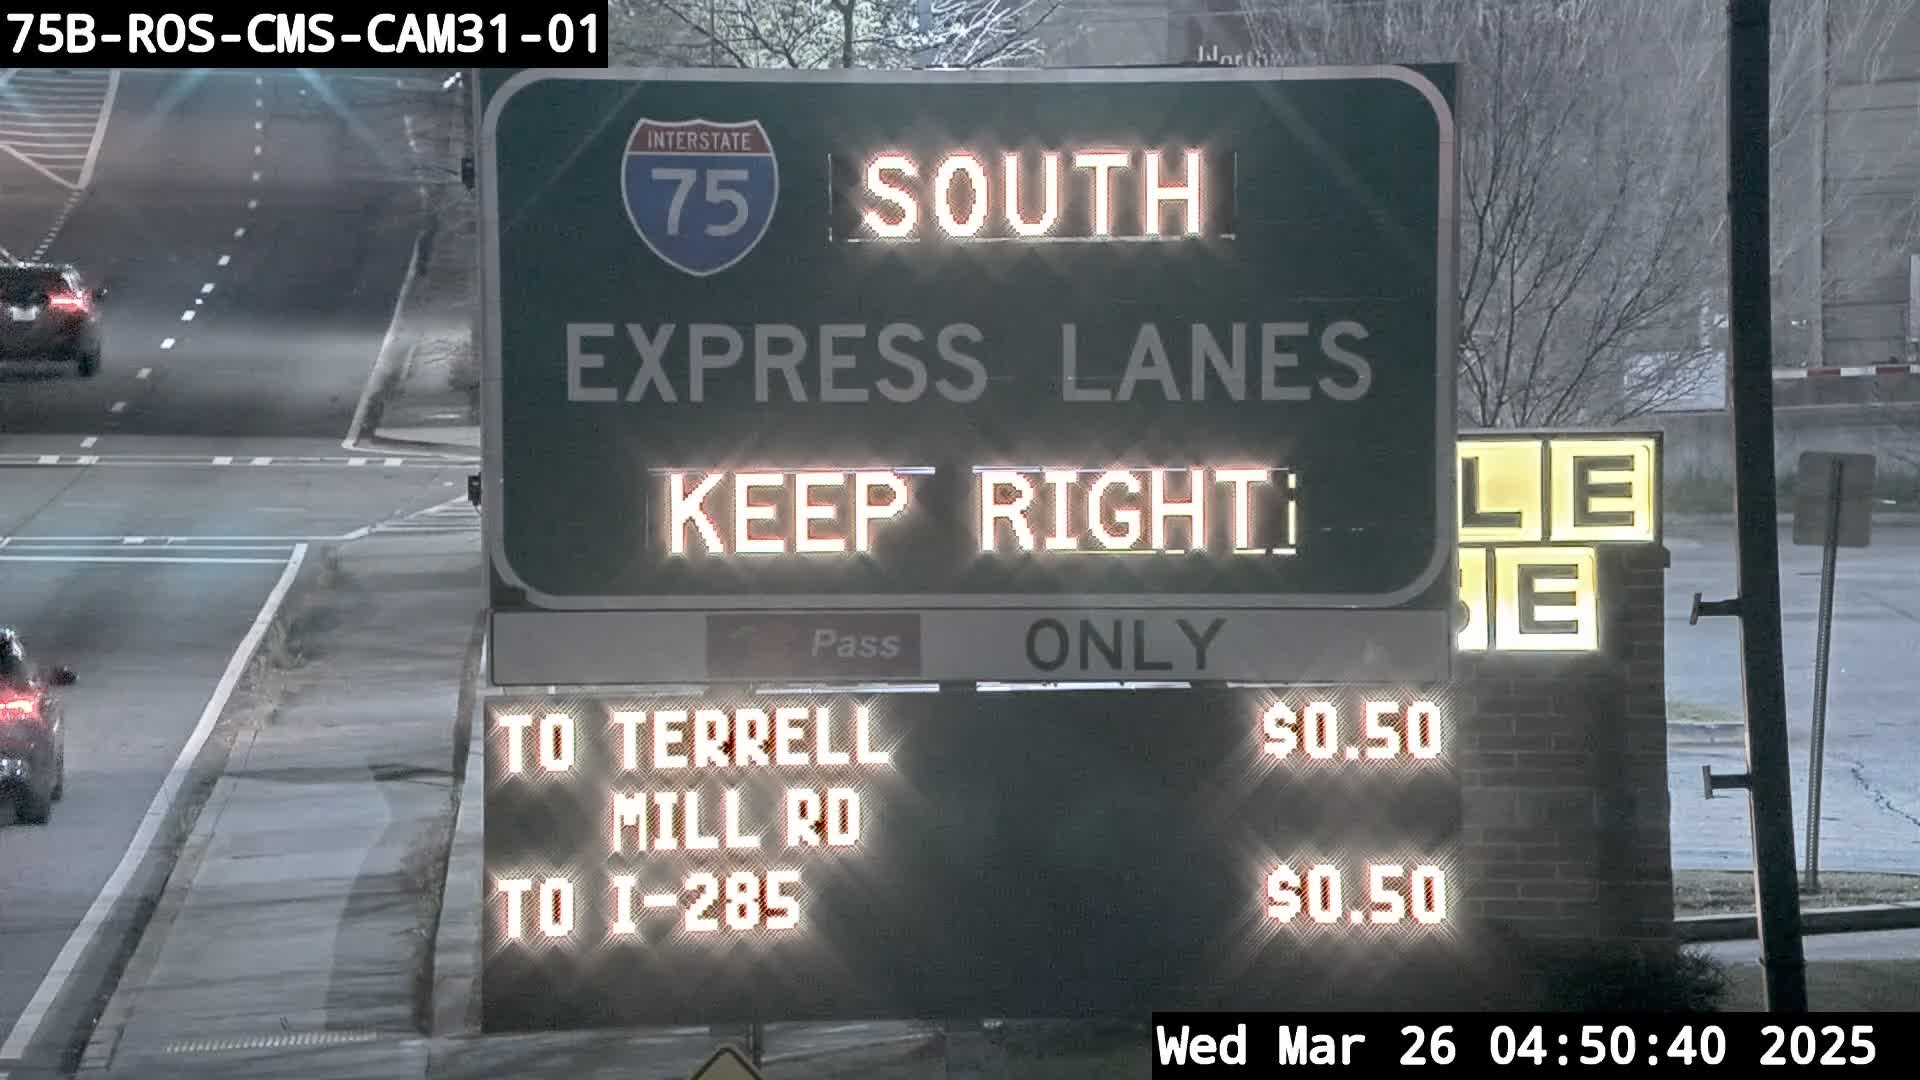 75B-ROS-CMS-CAM31-01
INTERSTATE
75
SOUTH
EXPRESS LANES
KEEP RIGHT
Pass ONLY
TO TERRELL $0.50
MILL RD
TO I-285 $0.50
LE
E
Wed Mar 26 04:50:40 2025